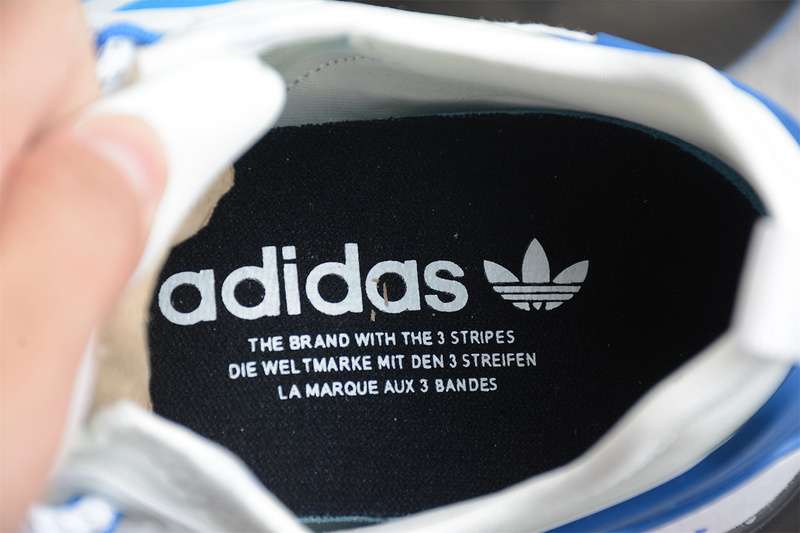 adidas
THE BRAND WITH THE 3 STRIPES
DIE WELTMARKE MIT DEN 3 STREIFEN
LA MARQUE AUX 3 BANDES